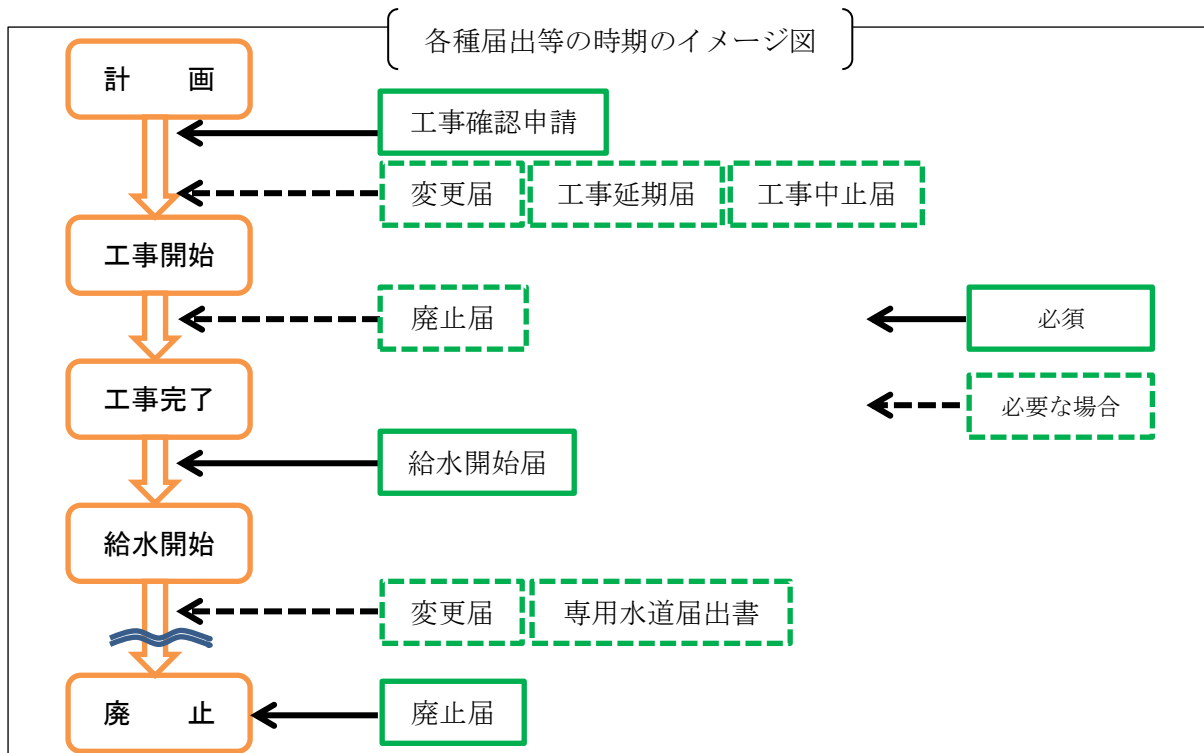 各種届出等の時期のイメージ図
計　　画
工事確認申請
変更届　工事延期届　工事中止届
工事開始
廃止届
必須
工事完了
必要な場合
給水開始届
給水開始
変更届　専用水道届出書
廃　　止
廃止届